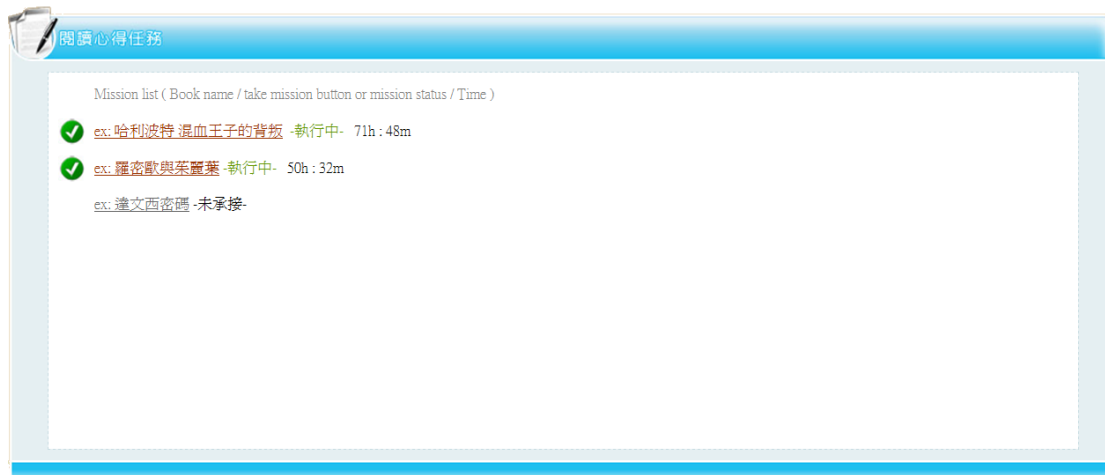 閱讀心得任務
Mission list ( Book name / take mission button or mission status / Time )
ex: 哈利波特 混血王子的背叛 -執行中- 71h : 48m
ex: 羅密歐與茱麗葉 -執行中- 50h : 32m
ex: 達文西密碼 -未承接-